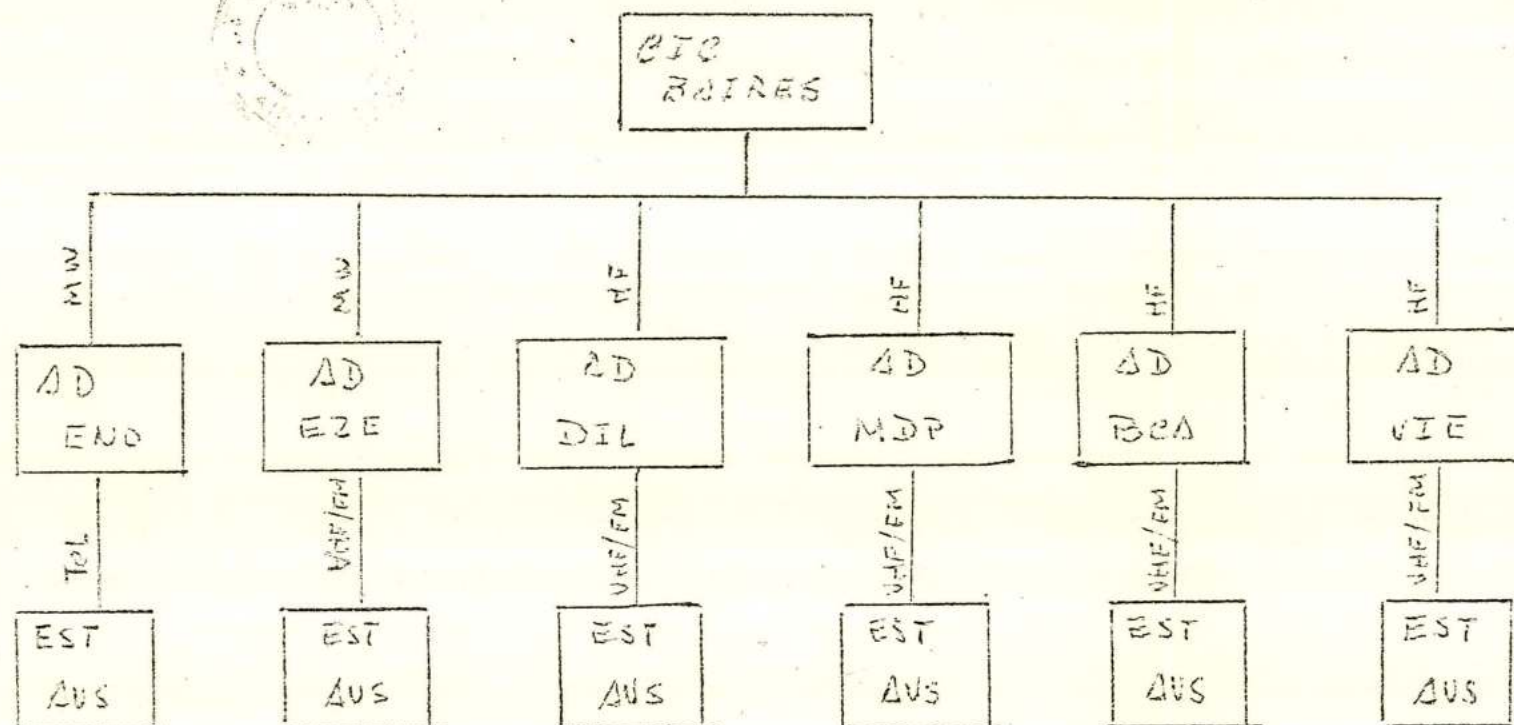 CIC
BAIRES
MW
MW
HF
HF
HF
HF
AD
ENO
AD
EZE
AD
DIL
AD
MDP
AD
BCA
AD
VIE
TOL
VHF/FM
VHF/FM
VHF/FM
VHF/FM
VHF/FM
EST
AUS
EST
AUS
EST
AUS
EST
AUS
EST
AUS
EST
AUS